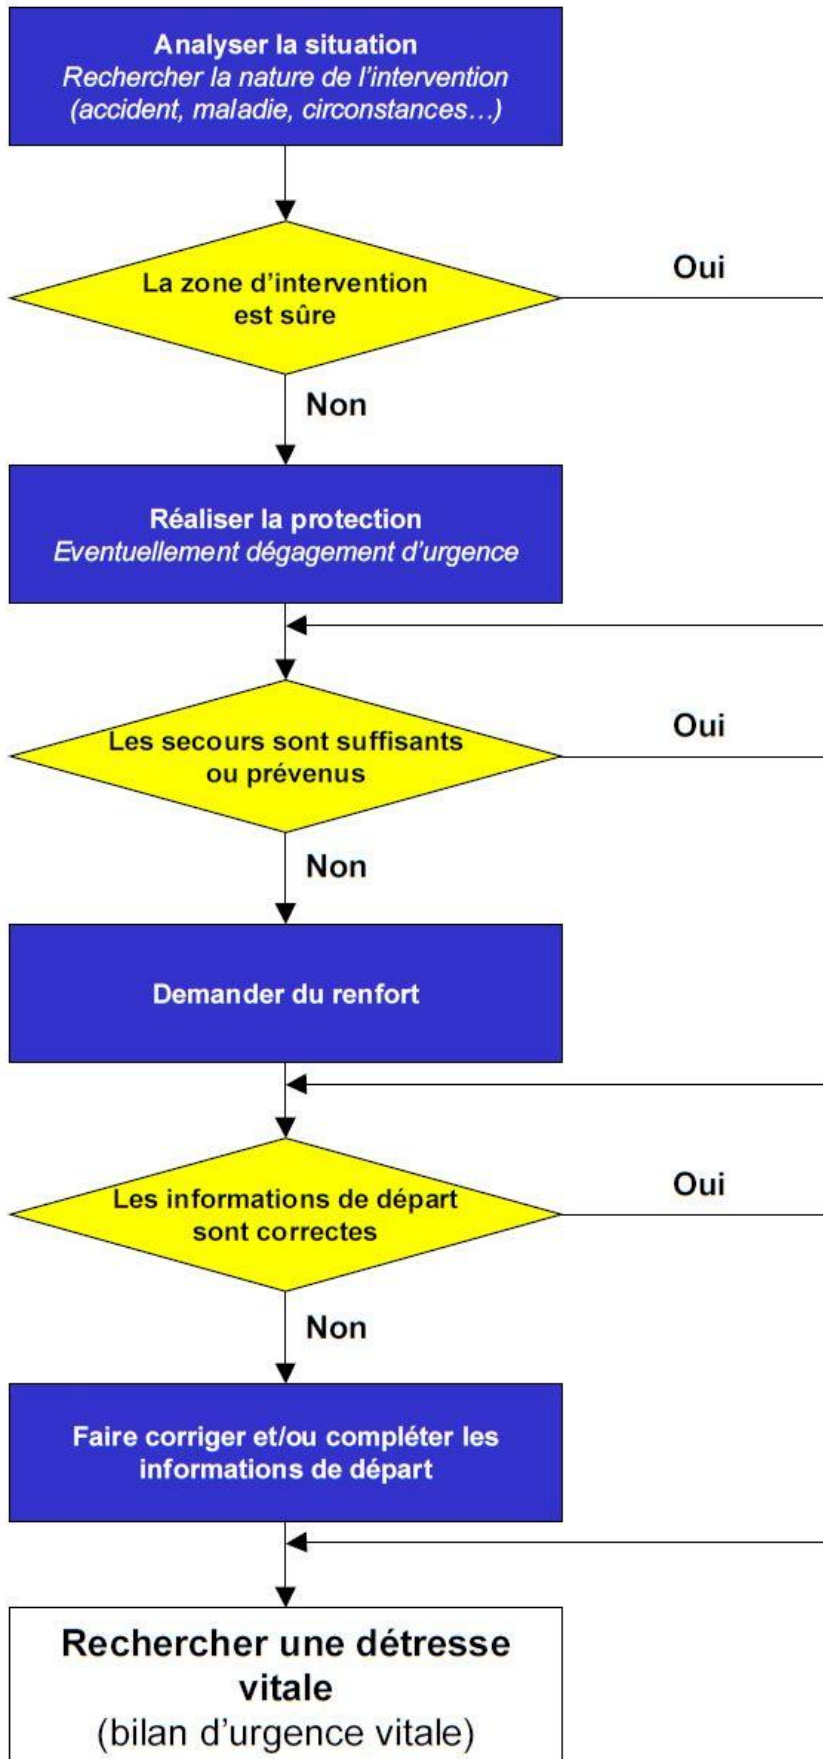 Analyser la situation
Rechercher la nature de l'intervention
(accident, maladie, circonstances…)
La zone d'intervention
est sûre
Oui
Non
Réaliser la protection
Eventuellement dégagement d'urgence
Les secours sont suffisants
ou prévenus
Oui
Non
Demander du renfort
Les informations de départ
sont correctes
Oui
Non
Faire corriger et/ou compléter les
informations de départ
Rechercher une détresse
vitale
(bilan d'urgence vitale)